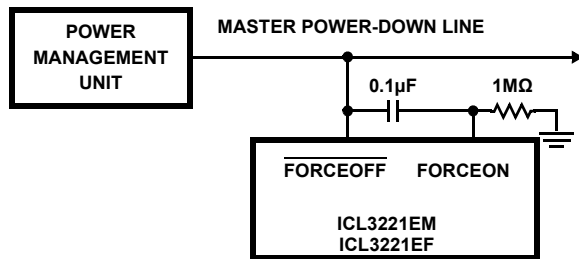 POWER
MANAGEMENT
UNIT
MASTER POWER-DOWN LINE
0.1µF
1MΩ
FORCEOFF
FORCEON
ICL3221EM
ICL3221EF